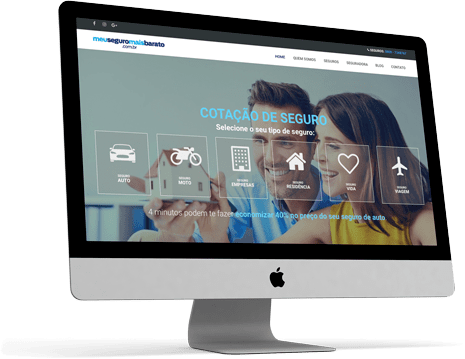 meuseguromaisbarato
.com.br
HOME QUEM SOMOS SEGUROS SEGURADORA BLOG CONTATO
COTAÇÃO DE SEGURO
Selecione o seu tipo de seguro:
SEGURO AUTO
SEGURO MOTO
SEGURO EMPRESAS
SEGURO RESIDÊNCIA
SEGURO VIDA
SEGURO VIAGEM
4 minutos podem te fazer economizar 40% no preço do seu seguro de auto